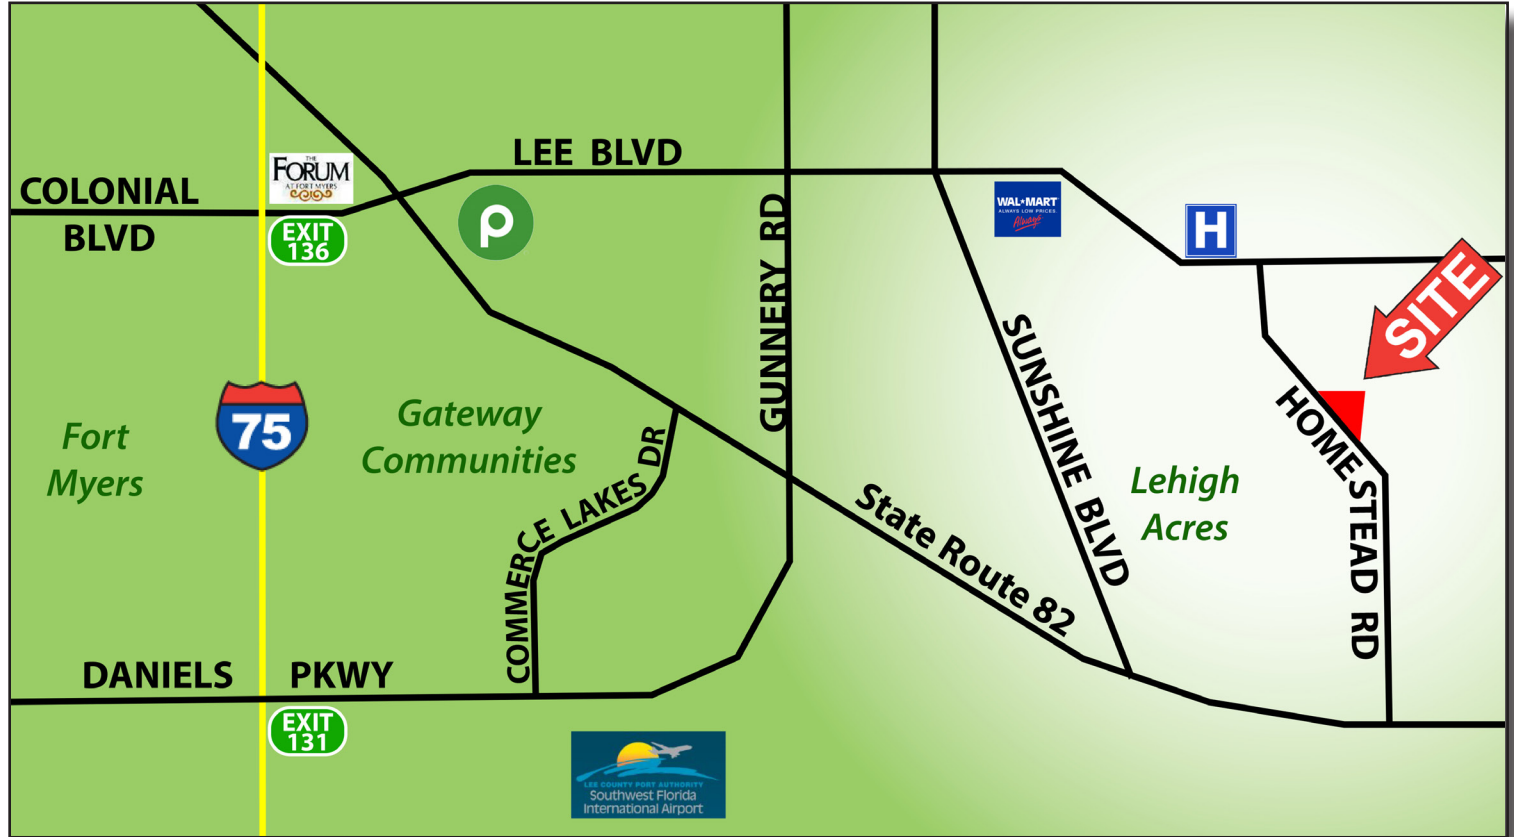 LEE BLVD
COLONIAL
BLVD
THE
FORUM
AT FORT MYERS
EXIT
136
P
GUNNERY RD
WAL★MART
ALWAYS LOW PRICES
Always
H
SITE
SUNSHINE BLVD
HOMESTEAD RD
75
Fort
Myers
Gateway
Communities
COMMERCE LAKES DR
State Route 82
Lehigh
Acres
DANIELS PKWY
EXIT
131
LEE COUNTY PORT AUTHORITY
Southwest Florida
International Airport